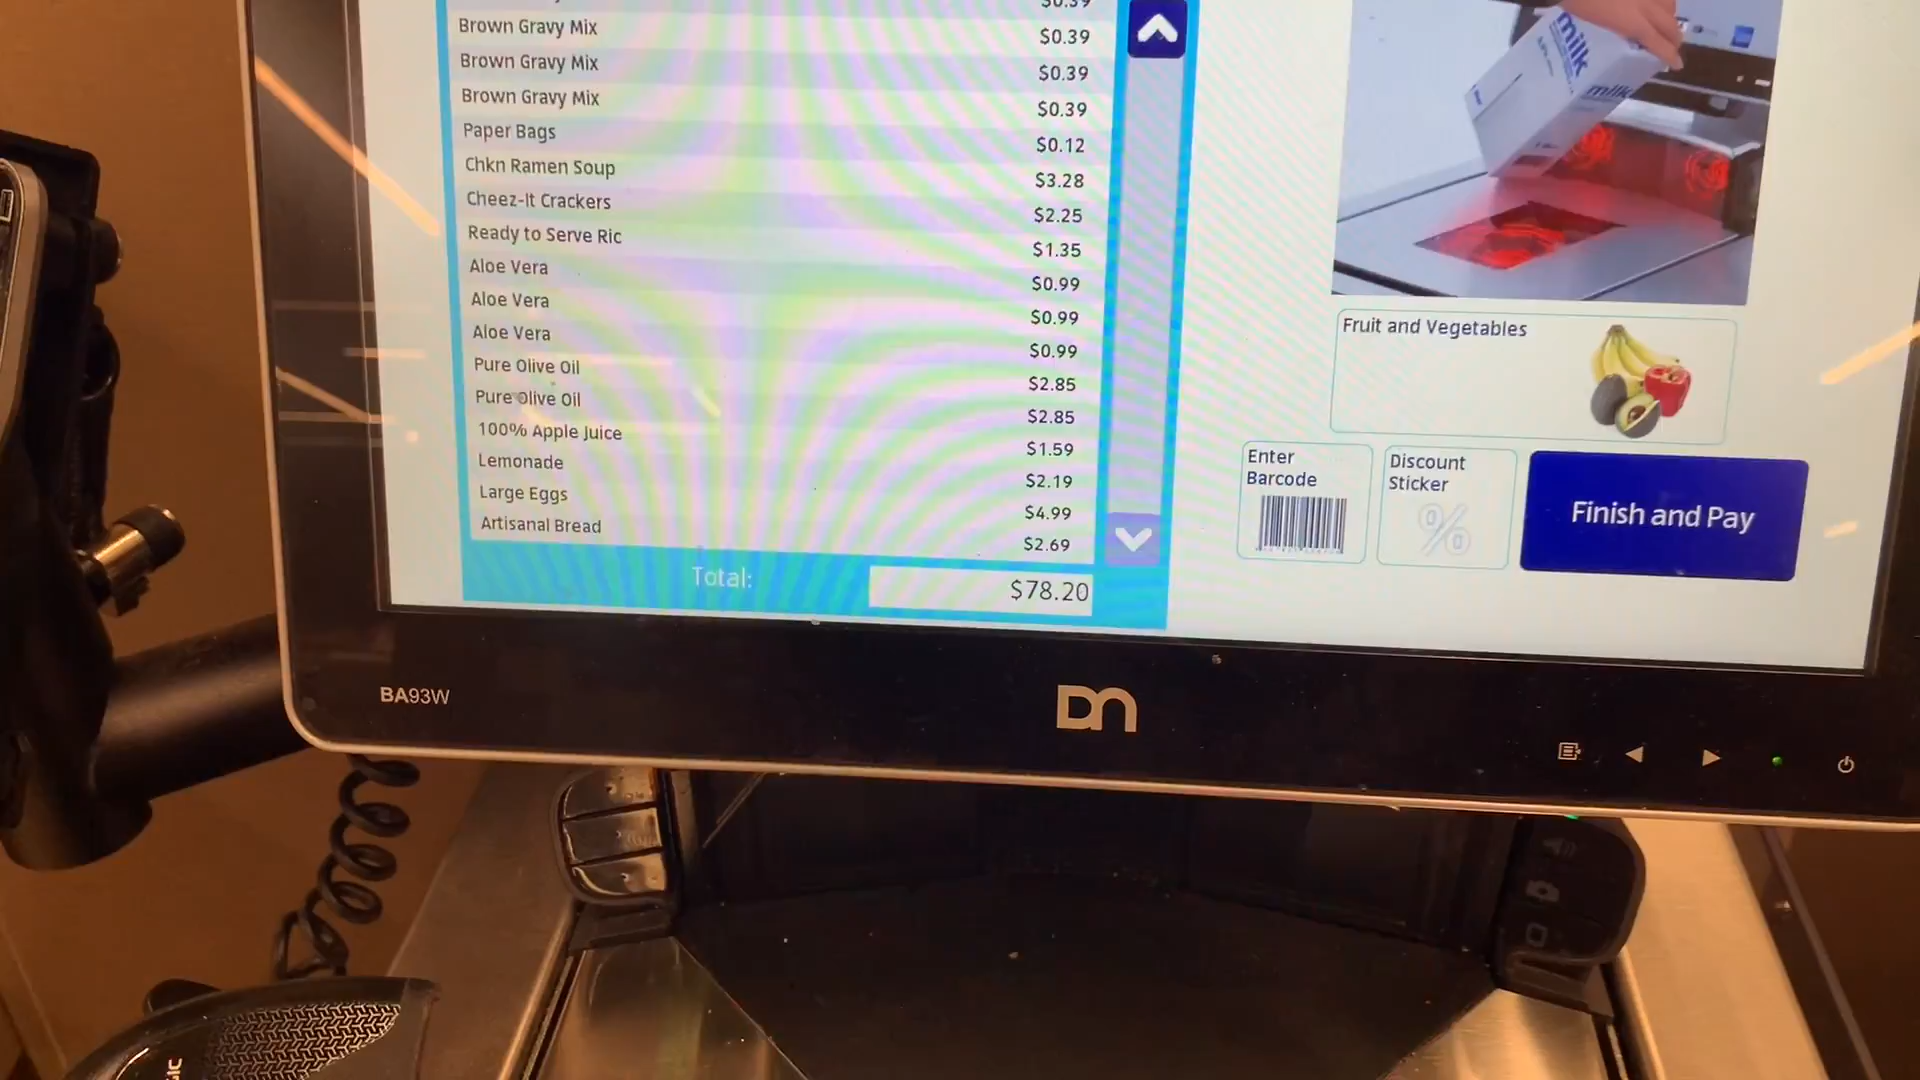 $0.39
Brown Gravy Mix $0.39
Brown Gravy Mix $0.39
Brown Gravy Mix $0.39
Paper Bags $0.12
Chkn Ramen Soup $3.28
Cheez-It Crackers $2.25
Ready to Serve Ric $1.35
Aloe Vera $0.99
Aloe Vera $0.99
Aloe Vera $0.99
Pure Olive Oil $2.85
Pure Olive Oil $2.85
100% Apple Juice $1.59
Lemonade $2.19
Large Eggs $4.99
Artisanal Bread $2.69
Total: $78.20
milk
milk
Fruit and Vegetables
Enter
Barcode
Discount
Sticker
%
Finish and Pay
BA93W
DN